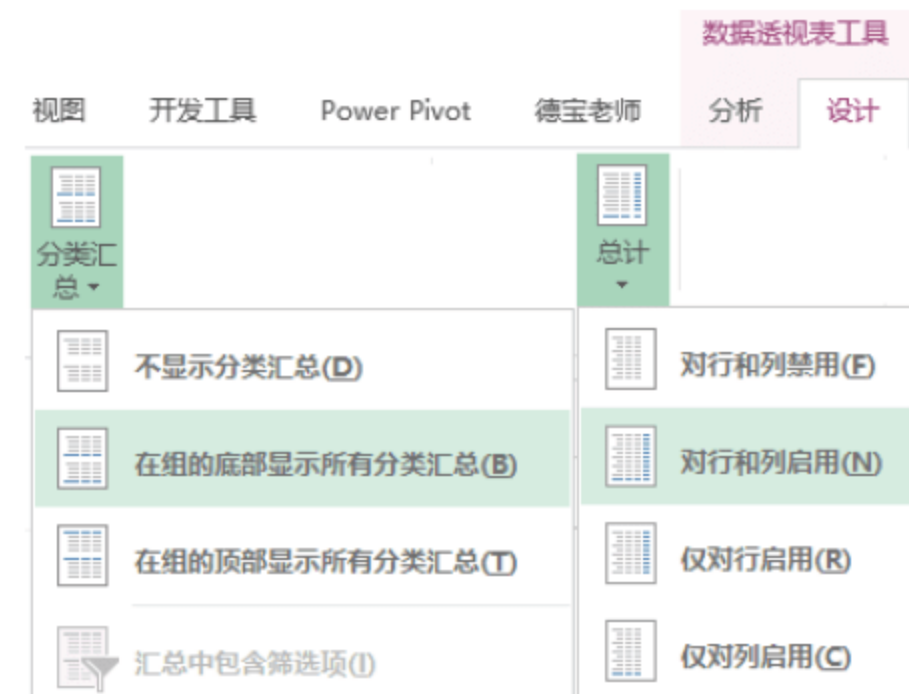 数据透视表工具
视图 开发工具 Power Pivot 德宝老师 分析 设计
分类汇
总
不显示分类汇总(D)
在组的底部显示所有分类汇总(B)
在组的顶部显示所有分类汇总(T)
汇总中包含筛选项(I)
总计
对行和列禁用(F)
对行和列启用(N)
仅对行启用(R)
仅对列启用(C)